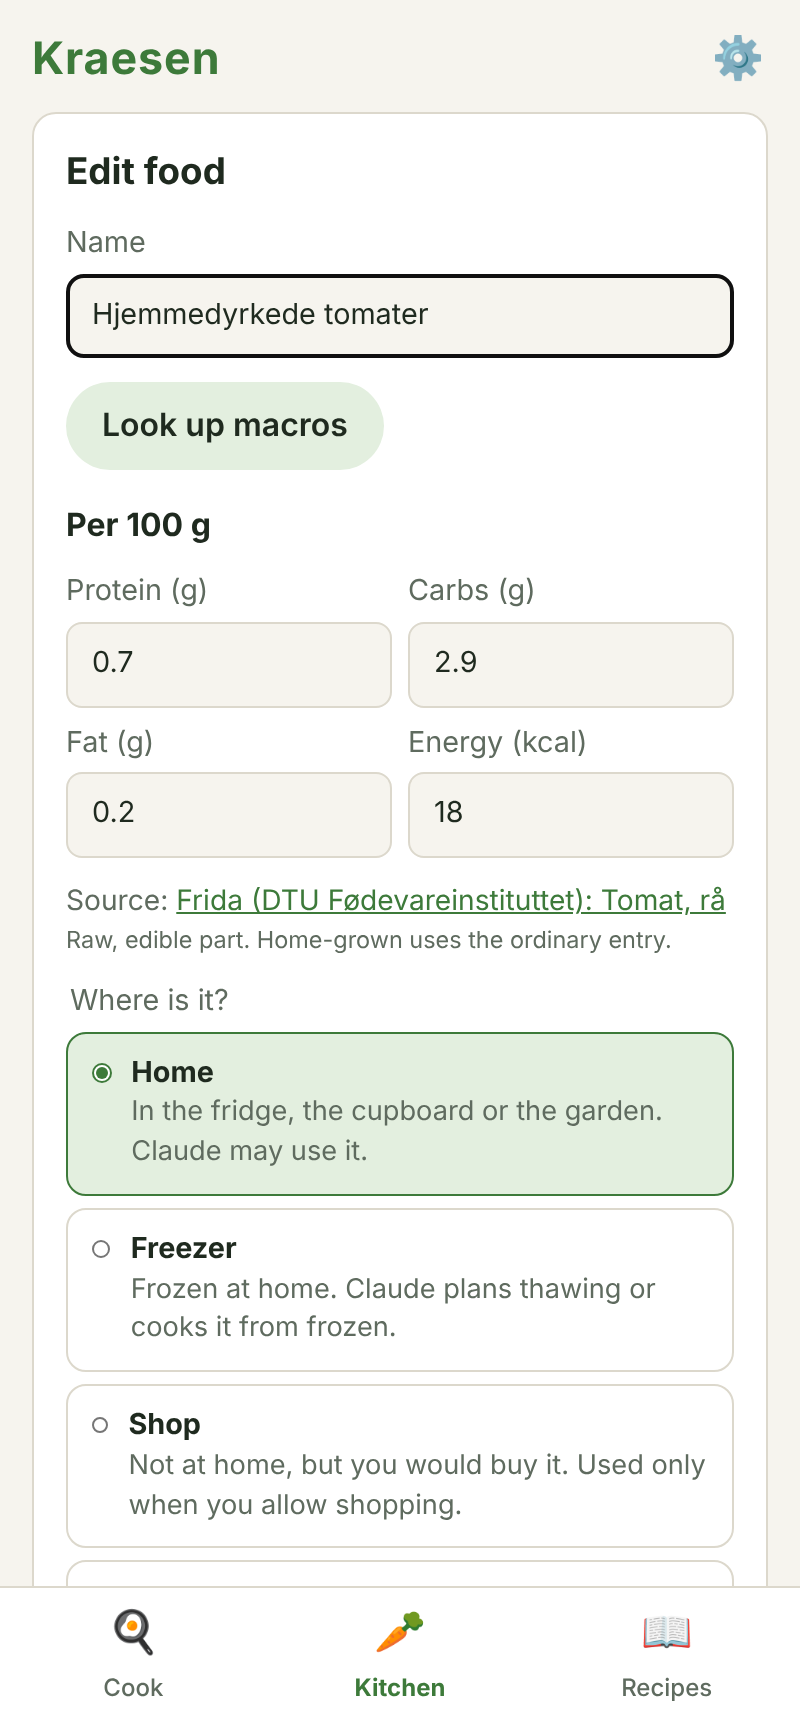 Kraesen
Edit food
Name
Hjemmedyrkede tomater
Look up macros
Per 100 g
Protein (g)
Carbs (g)
0.7
2.9
Fat (g)
Energy (kcal)
0.2
18
Source: Frida (DTU Fødevareinstituttet): Tomat, rå
Raw, edible part. Home-grown uses the ordinary entry.
Where is it?
Home
In the fridge, the cupboard or the garden.
Claude may use it.
Freezer
Frozen at home. Claude plans thawing or
cooks it from frozen.
Shop
Not at home, but you would buy it. Used only
when you allow shopping.
Cook
Kitchen
Recipes